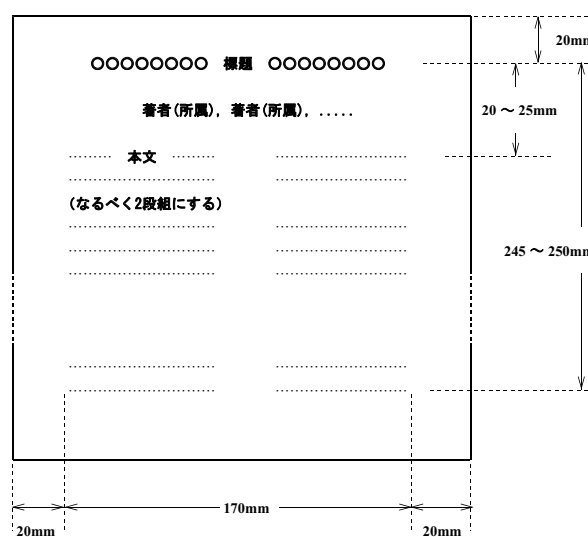 ○○○○○○○○ 標題 ○○○○○○○○
20mm
著者(所属), 著者(所属), .....
20 ～ 25mm
......... 本文 .........
(なるべく2段組にする)
245 ～ 250mm
170mm
20mm
20mm